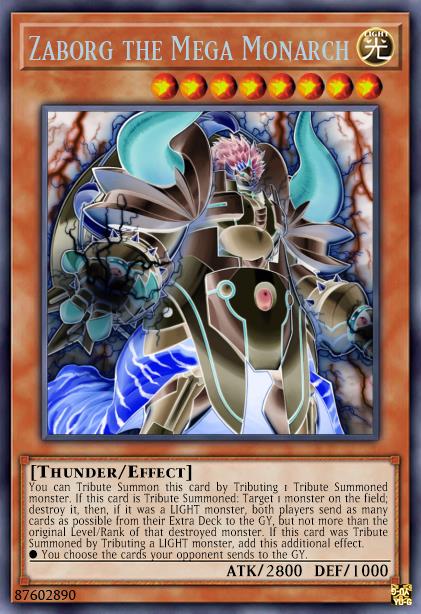 ZABORG THE MEGA MONARCH
LIGHT
光
[THUNDER/EFFECT]
You can Tribute Summon this card by Tributing 1 Tribute Summoned
monster. If this card is Tribute Summoned: Target 1 monster on the field;
destroy it, then, if it was a LIGHT monster, both players send as many
cards as possible from their Extra Deck to the GY, but not more than the
original Level/Rank of that destroyed monster. If this card was Tribute
Summoned by Tributing a LIGHT monster, add this additional effect.
● You choose the cards your opponent sends to the GY.
ATK/2800 DEF/1000
87602890